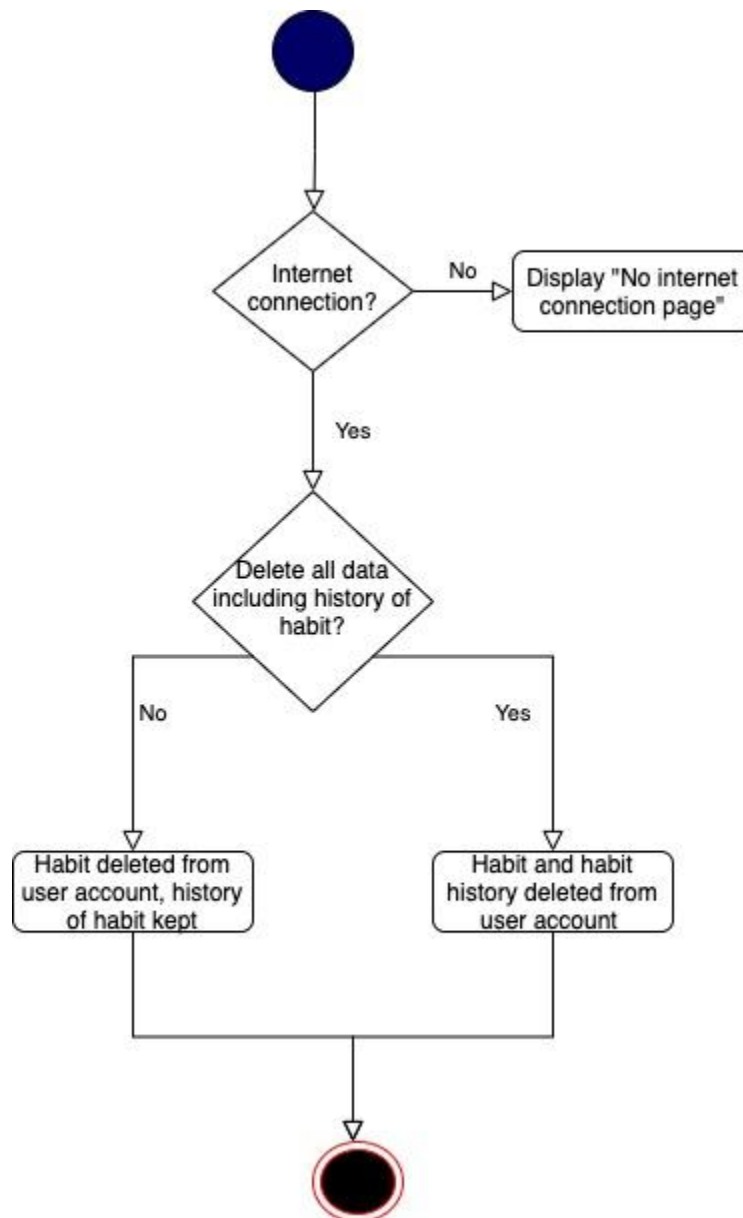 Internet
connection?
No
Display "No internet
connection page"
Yes
Delete all data
including history of
habit?
No
Yes
Habit deleted from
user account, history
of habit kept
Habit and habit
history deleted from
user account